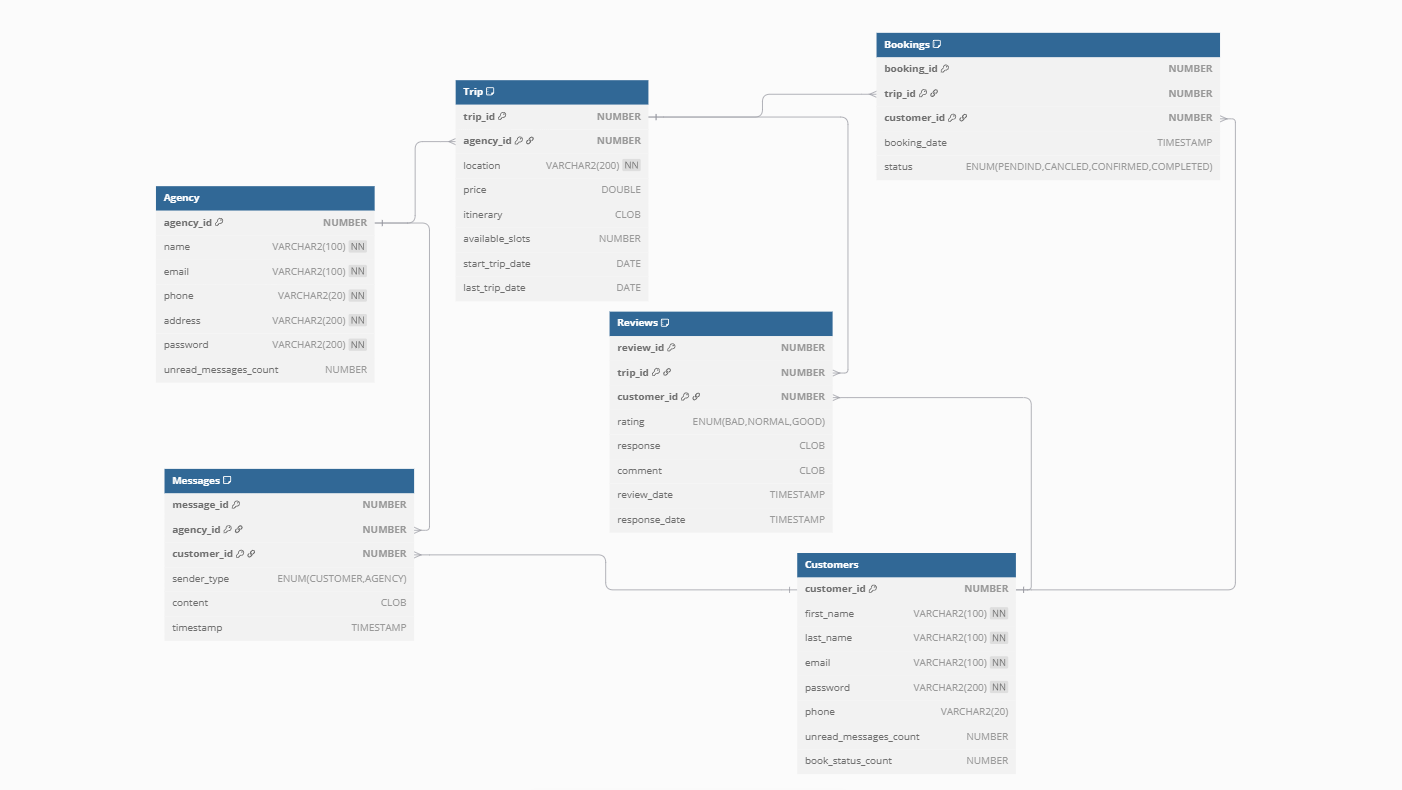 Bookings
booking_id NUMBER
trip_id NUMBER
customer_id NUMBER
booking_date TIMESTAMP
status ENUM(PENDIND,CANCLED,CONFIRMED,COMPLETED)
Trip
trip_id NUMBER
agency_id NUMBER
location VARCHAR2(200) NN
price DOUBLE
itinerary CLOB
available_slots NUMBER
start_trip_date DATE
last_trip_date DATE
Agency
agency_id NUMBER
name VARCHAR2(100) NN
email VARCHAR2(100) NN
phone VARCHAR2(20) NN
address VARCHAR2(200) NN
password VARCHAR2(200) NN
unread_messages_count NUMBER
Reviews
review_id NUMBER
trip_id NUMBER
customer_id NUMBER
rating ENUM(BAD,NORMAL,GOOD)
response CLOB
comment CLOB
review_date TIMESTAMP
response_date TIMESTAMP
Messages
message_id NUMBER
agency_id NUMBER
customer_id NUMBER
sender_type ENUM(CUSTOMER,AGENCY)
content CLOB
timestamp TIMESTAMP
Customers
customer_id NUMBER
first_name VARCHAR2(100) NN
last_name VARCHAR2(100) NN
email VARCHAR2(100) NN
password VARCHAR2(200) NN
phone VARCHAR2(20)
unread_messages_count NUMBER
book_status_count NUMBER